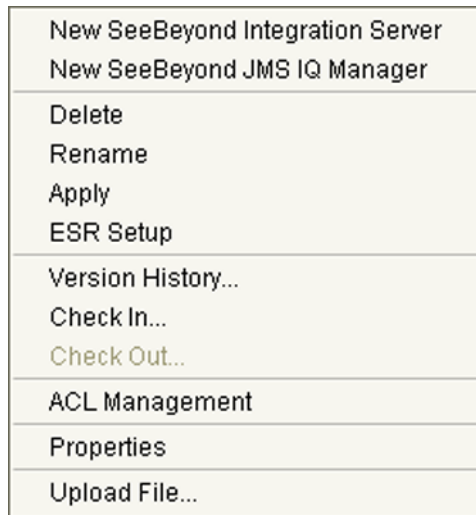 New SeeBeyond Integration Server
New SeeBeyond JMS IQ Manager
Delete
Rename
Apply
ESR Setup
Version History...
Check In...
Check Out...
ACL Management
Properties
Upload File...